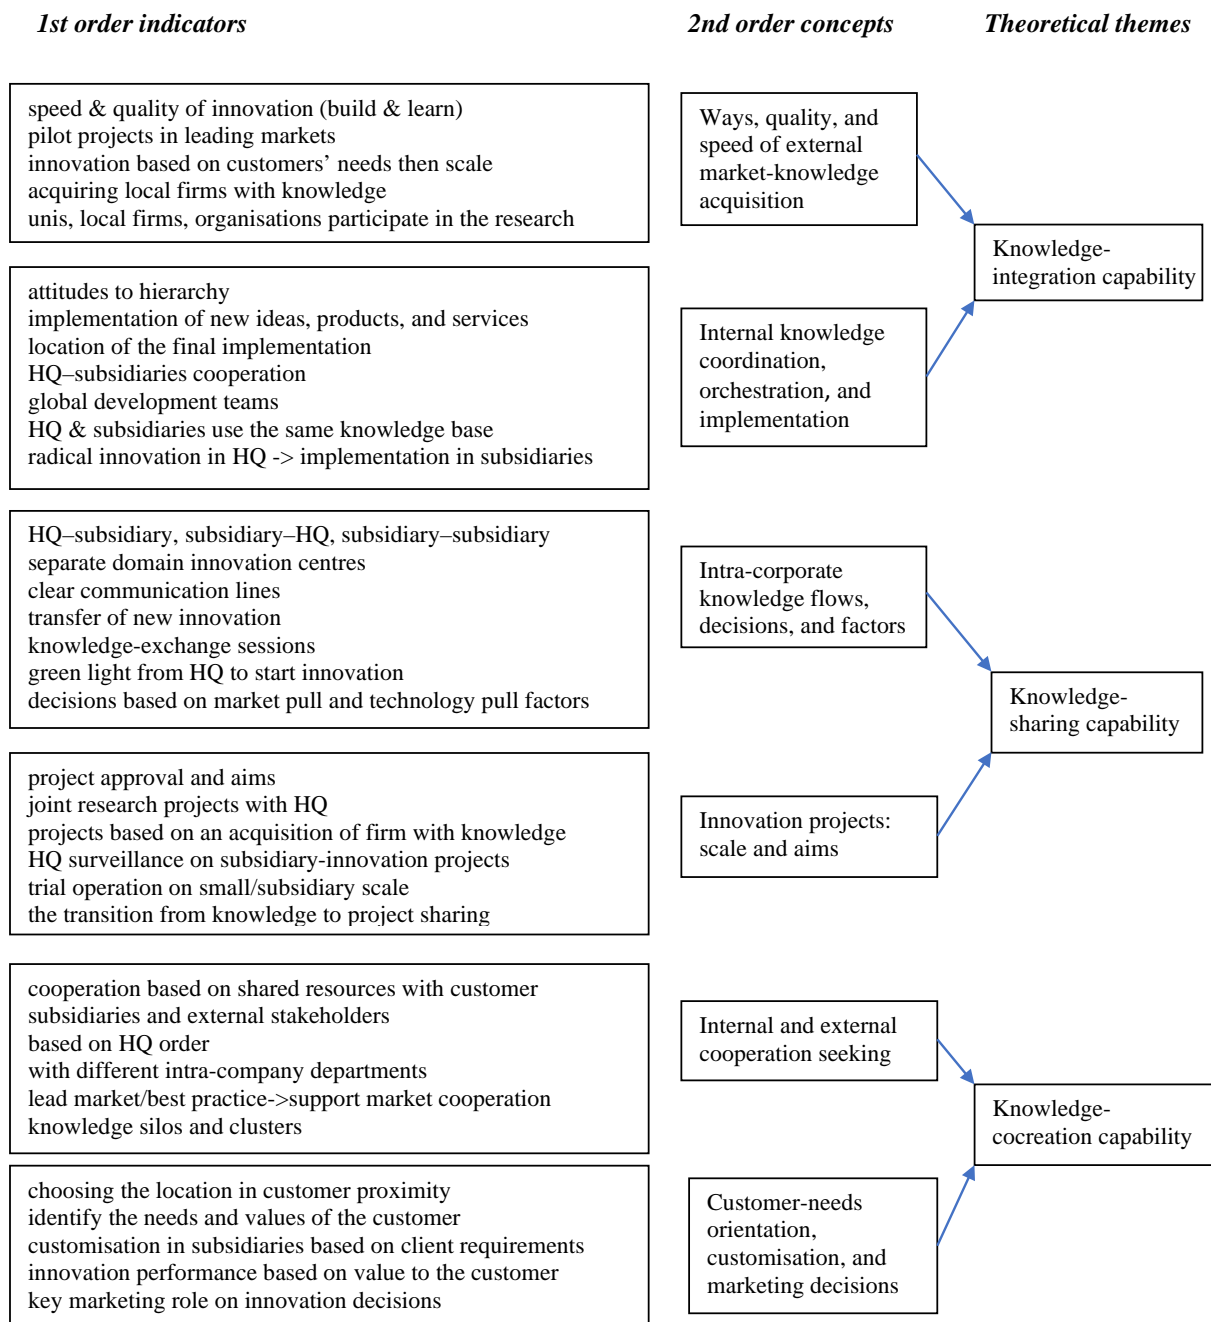 1st order indicators
2nd order concepts
Theoretical themes
speed & quality of innovation (build & learn)
pilot projects in leading markets
innovation based on customers’ needs then scale
acquiring local firms with knowledge
unis, local firms, organisations participate in the research
Ways, quality, and
speed of external
market-knowledge
acquisition
Knowledge-
integration capability
attitudes to hierarchy
implementation of new ideas, products, and services
location of the final implementation
HQ–subsidiaries cooperation
global development teams
HQ & subsidiaries use the same knowledge base
radical innovation in HQ -> implementation in subsidiaries
Internal knowledge
coordination,
orchestration, and
implementation
HQ–subsidiary, subsidiary–HQ, subsidiary–subsidiary
separate domain innovation centres
clear communication lines
transfer of new innovation
knowledge-exchange sessions
green light from HQ to start innovation
decisions based on market pull and technology pull factors
Intra-corporate
knowledge flows,
decisions, and factors
Knowledge-
sharing capability
project approval and aims
joint research projects with HQ
projects based on an acquisition of firm with knowledge
HQ surveillance on subsidiary-innovation projects
trial operation on small/subsidiary scale
the transition from knowledge to project sharing
Innovation projects:
scale and aims
cooperation based on shared resources with customer
subsidiaries and external stakeholders
based on HQ order
with different intra-company departments
lead market/best practice->support market cooperation
knowledge silos and clusters
Internal and external
cooperation seeking
Knowledge-
cocreation capability
choosing the location in customer proximity
identify the needs and values of the customer
customisation in subsidiaries based on client requirements
innovation performance based on value to the customer
key marketing role on innovation decisions
Customer-needs
orientation,
customisation, and
marketing decisions